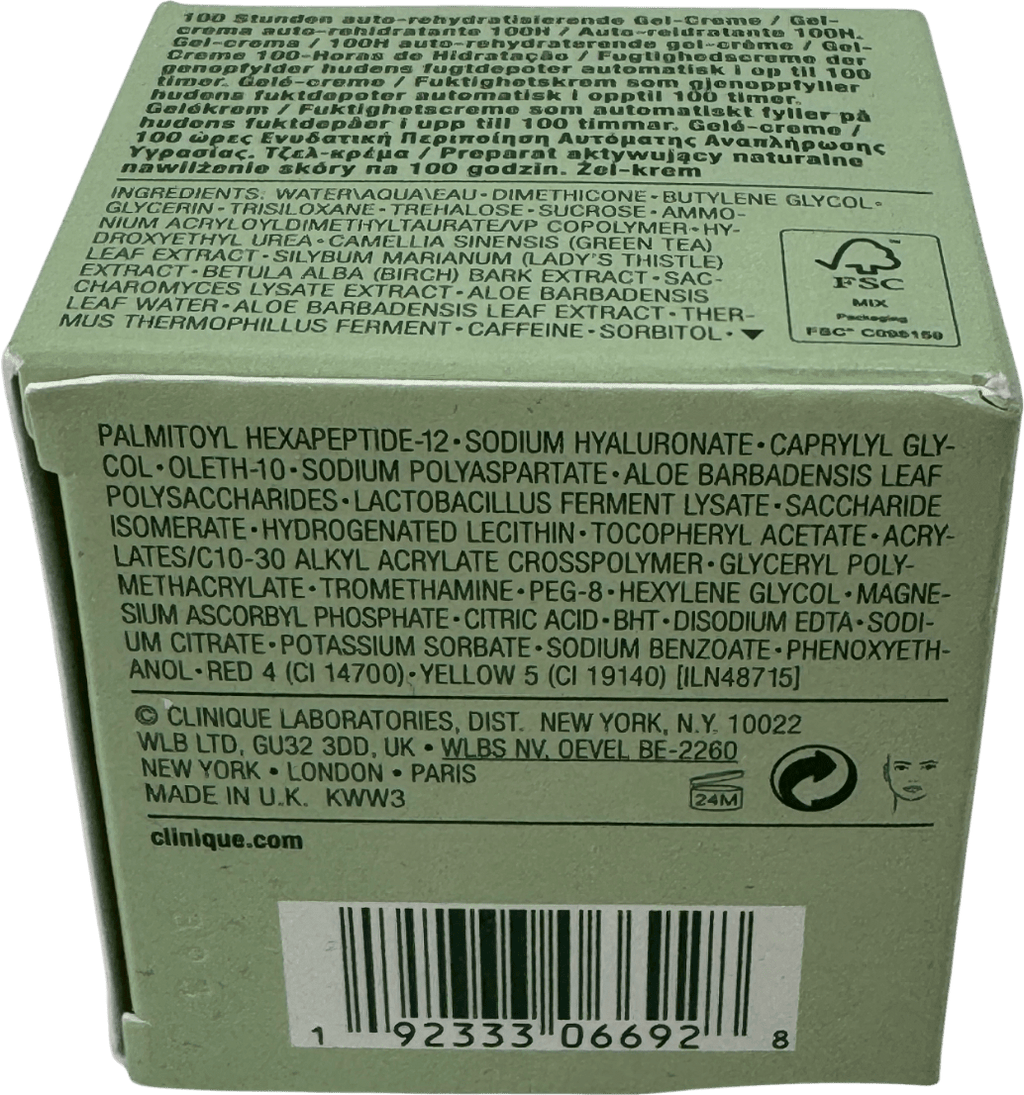 100 Stunden auto-rehydratisierende Gel-Creme / Gel-
crema auto-rehidratante 100H / Auto-reidratante 100H.
Gel-crema / 100H auto-rehydraterende gel-crème / Gel-
Creme 100-Horas de Hidratação / Fugtighedscreme der
genopfylder hudens fugtdepoter automatisk i op til 100
timer. Gelé-creme / Fuktighetskrem som gjenoppfyller
hudens fuktdepoter automatisk i opptil 100 timer.
Gelékrem / Fuktighetscreme som automatiskt fyller på
hudens fuktdepåer i upp till 100 timmar. Gelé-creme /
100 ώρες Ενυδατική Περιποίηση Αυτόματης Αναπλήρωσης
Υγρασίας. Τζελ-κρέμα / Preparat aktywujący naturalne
nawilżenie skóry na 100 godzin. Żel-krem
INGREDIENTS: WATER\AQUA\EAU • DIMETHICONE • BUTYLENE GLYCOL •
GLYCERIN • TRISILOXANE • TREHALOSE • SUCROSE • AMMO-
NIUM ACRYLOYLDIMETHYLTAURATE/VP COPOLYMER • HY-
DROXYETHYL UREA • CAMELLIA SINENSIS (GREEN TEA)
LEAF EXTRACT • SILYBUM MARIANUM (LADY'S THISTLE)
EXTRACT • BETULA ALBA (BIRCH) BARK EXTRACT • SAC-
CHAROMYCES LYSATE EXTRACT • ALOE BARBADENSIS
LEAF WATER • ALOE BARBADENSIS LEAF EXTRACT • THER-
MUS THERMOPHILLUS FERMENT • CAFFEINE • SORBITOL • ▼
FSC™
MIX
Packaging
FSC® C095159
PALMITOYL HEXAPEPTIDE-12 • SODIUM HYALURONATE • CAPRYLYL GLY-
COL • OLETH-10 • SODIUM POLYASPARTATE • ALOE BARBADENSIS LEAF
POLYSACCHARIDES • LACTOBACILLUS FERMENT LYSATE • SACCHARIDE
ISOMERATE • HYDROGENATED LECITHIN • TOCOPHERYL ACETATE • ACRY-
LATES/C10-30 ALKYL ACRYLATE CROSSPOLYMER • GLYCERYL POLY-
METHACRYLATE • TROMETHAMINE • PEG-8 • HEXYLENE GLYCOL • MAGNE-
SIUM ASCORBYL PHOSPHATE • CITRIC ACID • BHT • DISODIUM EDTA • SODI-
UM CITRATE • POTASSIUM SORBATE • SODIUM BENZOATE • PHENOXYETH-
ANOL • RED 4 (CI 14700) • YELLOW 5 (CI 19140) [ILN48715]
© CLINIQUE LABORATORIES, DIST. NEW YORK, N.Y. 10022
WLB LTD, GU32 3DD, UK • WLBS NV, OEVEL BE-2260
NEW YORK • LONDON • PARIS
MADE IN U.K. KWW3
24M
clinique.com
1 92333 06692 8